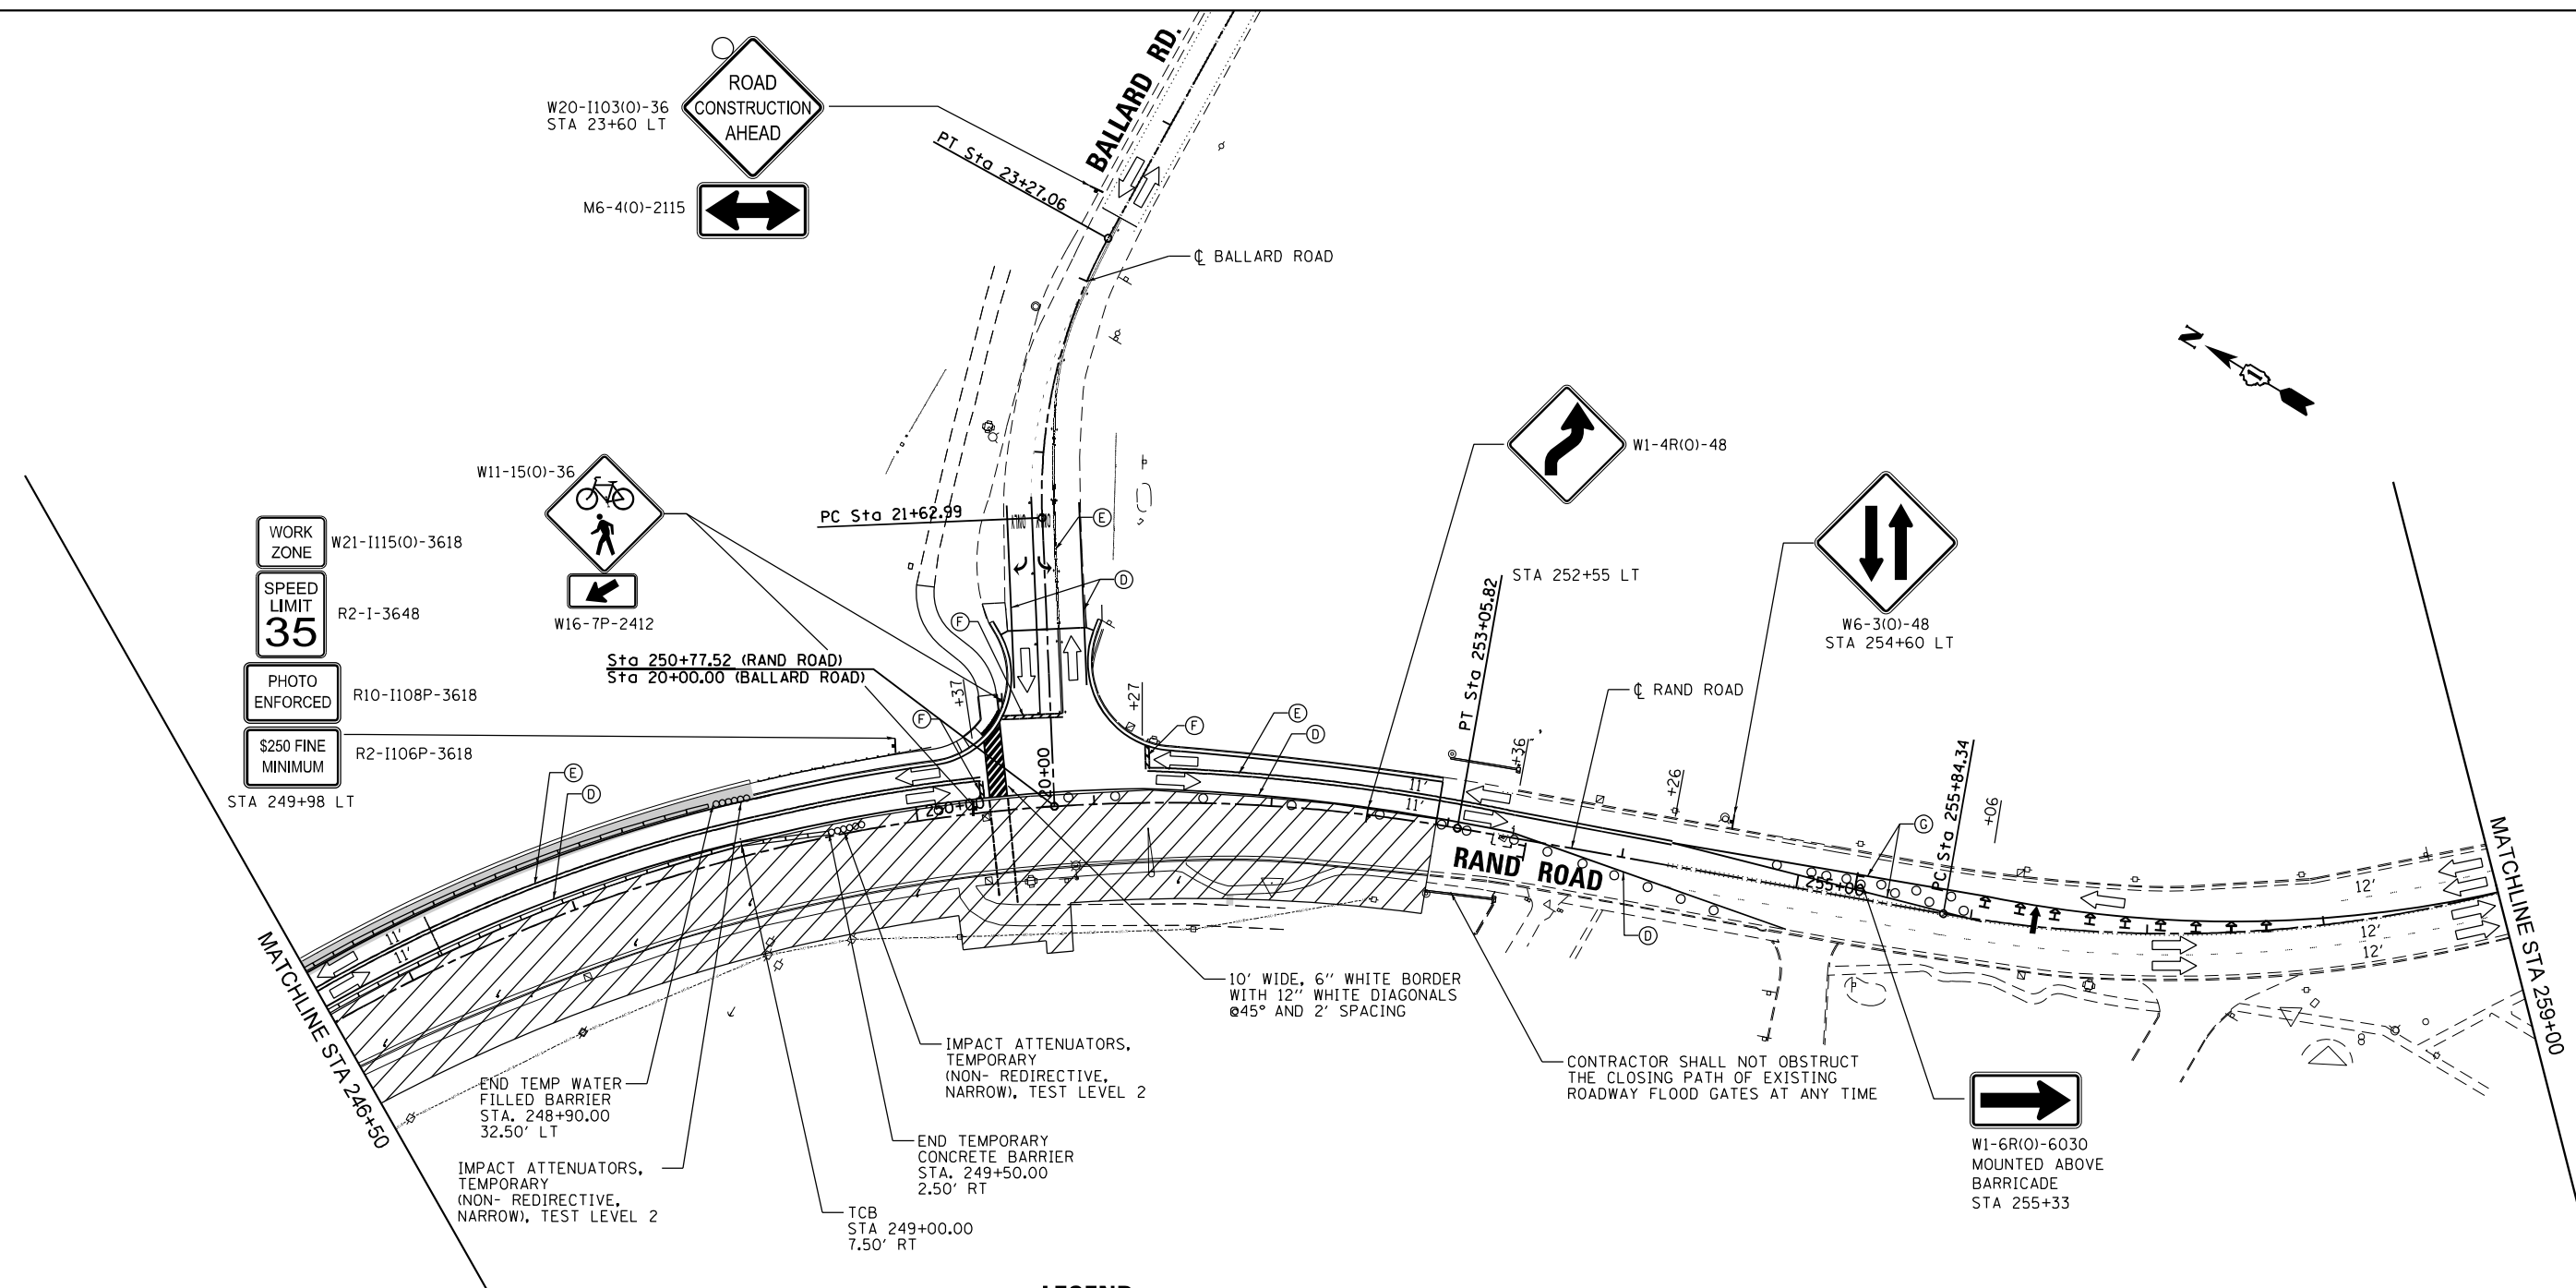 BALLARD RD.
ROAD
CONSTRUCTION
AHEAD
W20-I103(O)-36
STA 23+60 LT
M6-4(O)-2115
PT Sta 23+27.06
℄ BALLARD ROAD
N
1
W1-4R(O)-48
W11-15(O)-36
W16-7P-2412
PC Sta 21+62.99
ONLY
E
D
WORK
ZONE
W21-I115(O)-3618
SPEED
LIMIT
35
R2-I-3648
PHOTO
ENFORCED
R10-I108P-3618
$250 FINE
MINIMUM
R2-I106P-3618
STA 249+98 LT
STA 252+55 LT
PT Sta 253+05.82
W6-3(O)-48
STA 254+60 LT
F
Sta 250+77.52 (RAND ROAD)
Sta 20+00.00 (BALLARD ROAD)
+37
+27
℄ RAND ROAD
F
F
E
D
E
D
20+00
250+00
11'
11'
+36
+26
PC Sta 255+84.34
+06
G
RAND ROAD
255+00
D
11'
11'
12'
12'
12'
MATCHLINE STA 246+50
MATCHLINE STA 259+00
10' WIDE, 6" WHITE BORDER
WITH 12" WHITE DIAGONALS
@45° AND 2' SPACING
IMPACT ATTENUATORS,
TEMPORARY
(NON- REDIRECTIVE,
NARROW), TEST LEVEL 2
CONTRACTOR SHALL NOT OBSTRUCT
THE CLOSING PATH OF EXISTING
ROADWAY FLOOD GATES AT ANY TIME
END TEMP WATER
FILLED BARRIER
STA. 248+90.00
32.50' LT
END TEMPORARY
CONCRETE BARRIER
STA. 249+50.00
2.50' RT
W1-6R(O)-6030
MOUNTED ABOVE
BARRICADE
STA 255+33
IMPACT ATTENUATORS,
TEMPORARY
(NON- REDIRECTIVE,
NARROW), TEST LEVEL 2
TCB
STA 249+00.00
7.50' RT
LEGEND